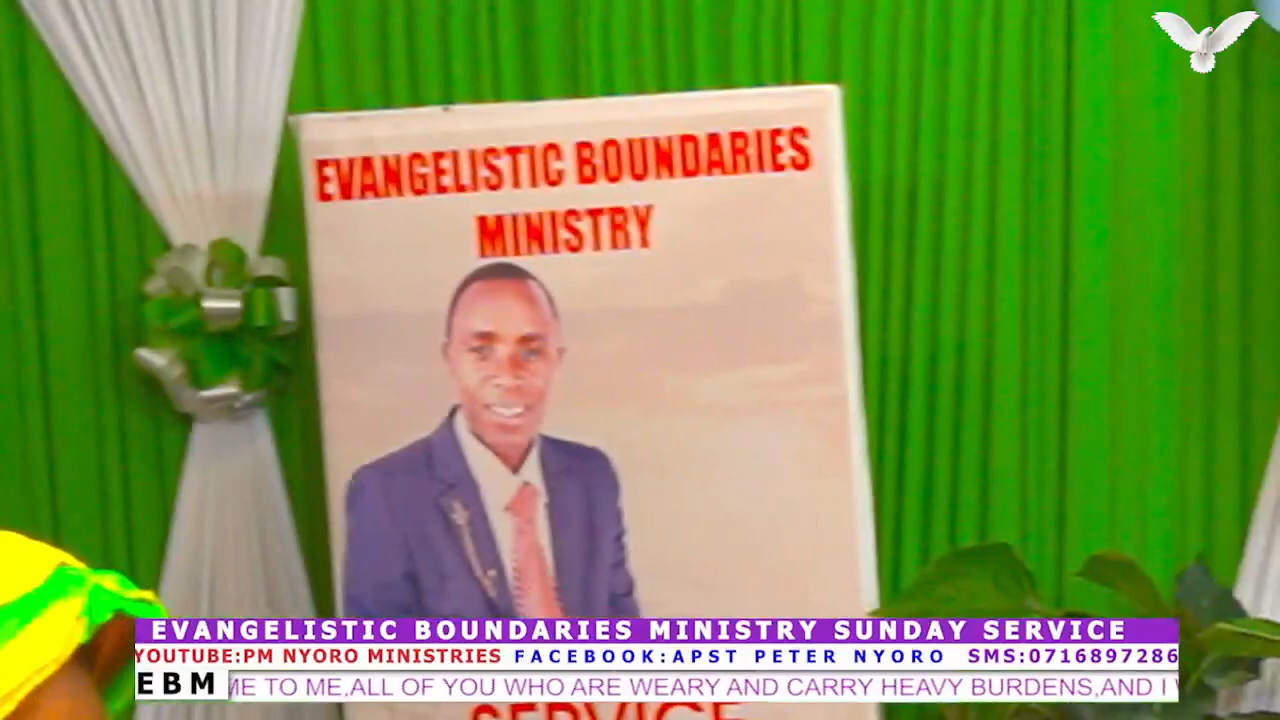 EVANGELISTIC BOUNDARIES
MINISTRY
EVANGELISTIC BOUNDARIES MINISTRY SUNDAY SERVICE
YOUTUBE:PM NYORO MINISTRIES FACEBOOK:APST PETER NYORO SMS:0716897286
EBM ME TO ME,ALL OF YOU WHO ARE WEARY AND CARRY HEAVY BURDENS,AND I
SERVICE